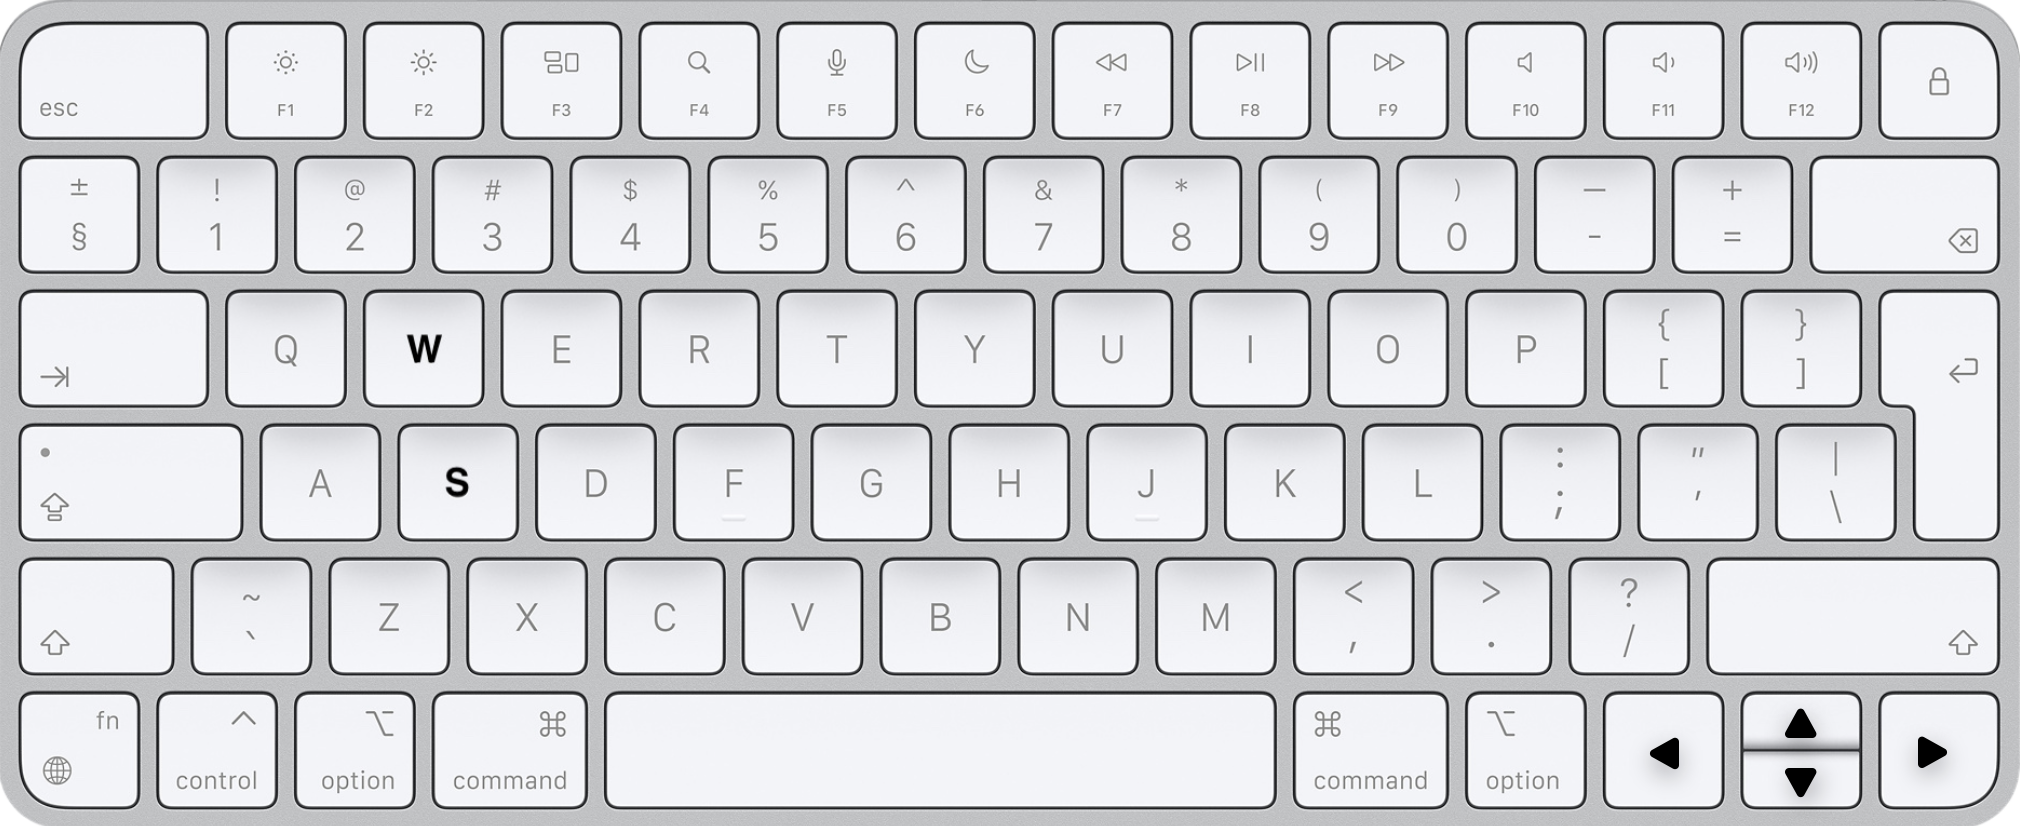 esc F1 F2 F3 F4 F5 F6 F7 F8 F9 F10 F11 F12
± ! @ # $ % ^ & * ( ) — +
§ 1 2 3 4 5 6 7 8 9 0 - =
Q W E R T Y U I O P { }
[ ]
A S D F G H J K L : " |
; ' \
~ Z X C V B N M < > ?
` , . /
fn ^ ⌥ ⌘ ⌘ ⌥
control option command command option